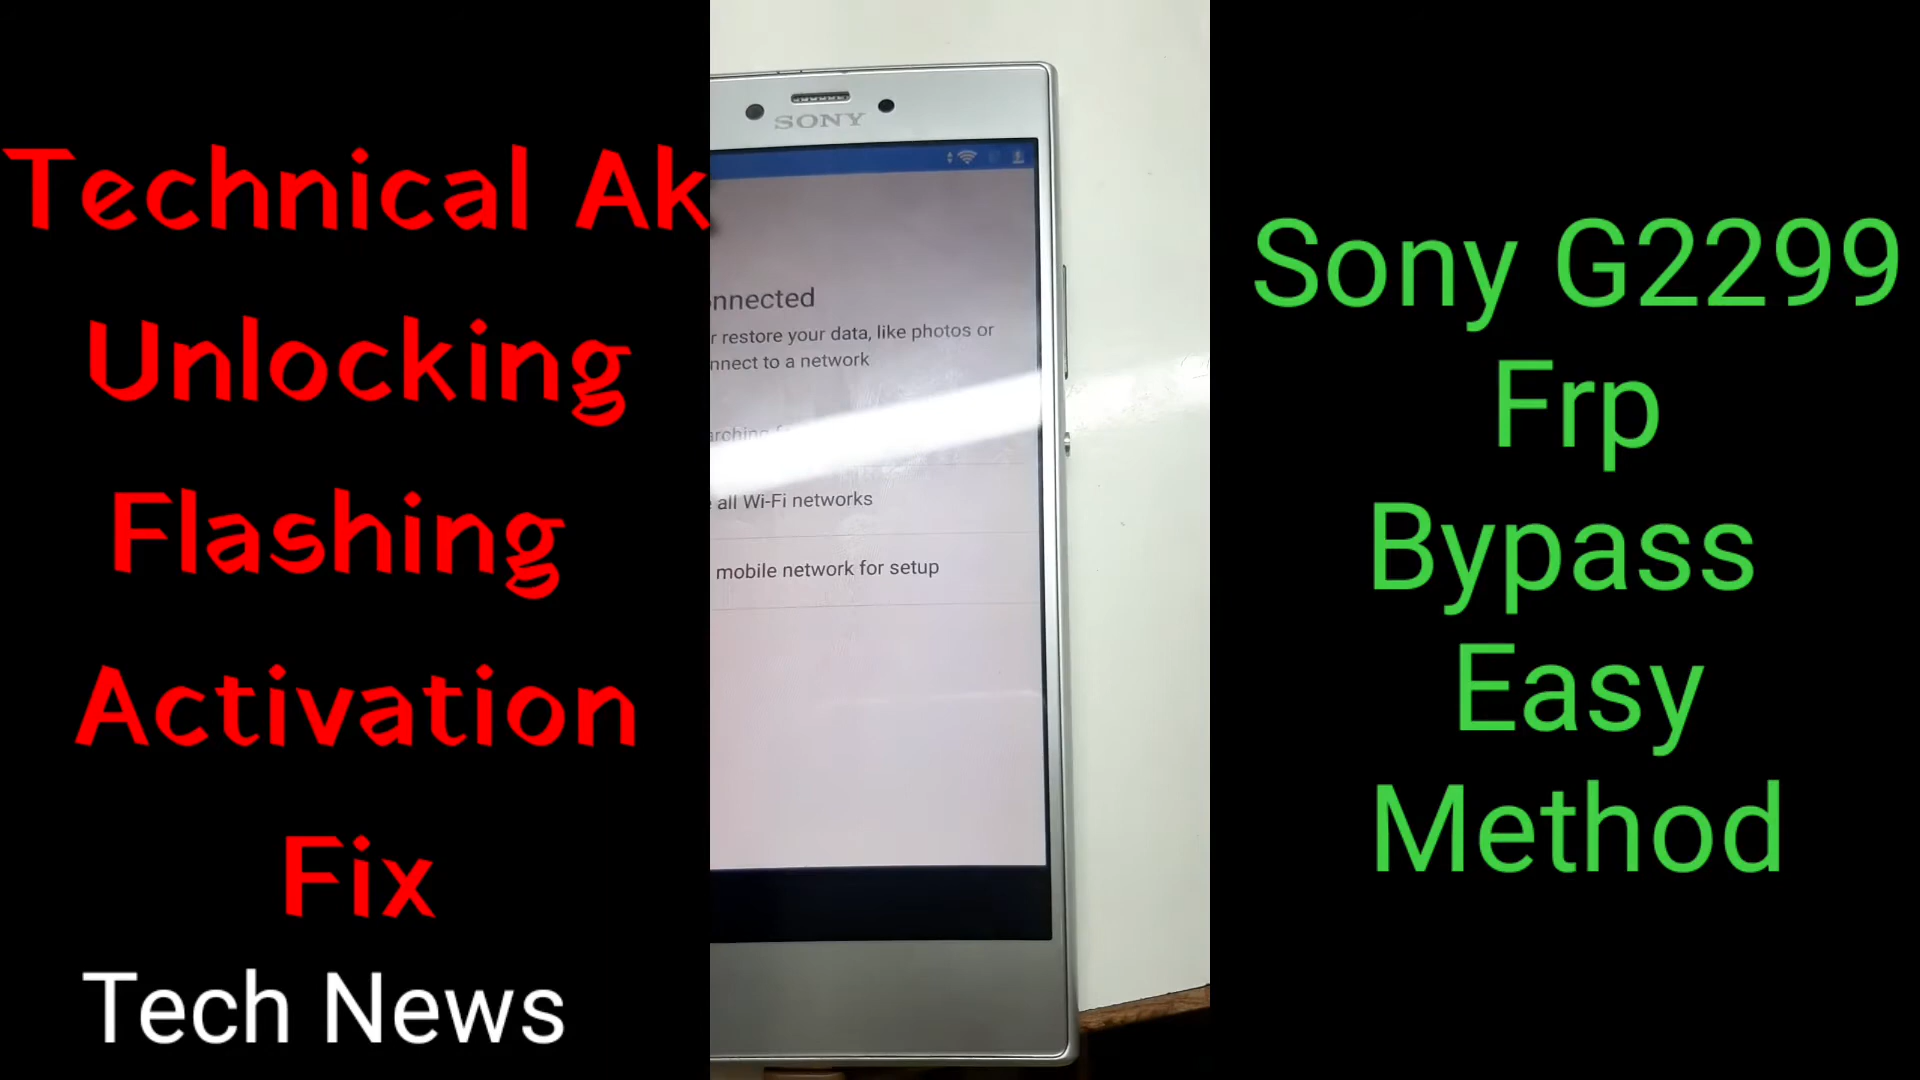 Technical Ak
Unlocking
Flashing
Activation
Fix
Tech News
SONY
onnected
r restore your data, like photos or
nnect to a network
all Wi-Fi networks
mobile network for setup
Sony G2299
Frp
Bypass
Easy
Method